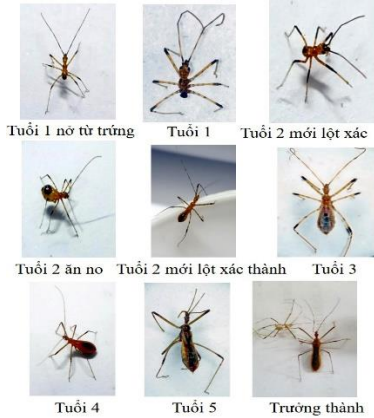 Tuổi 1 nở từ trứng
Tuổi 1
Tuổi 2 mới lột xác
Tuổi 2 ăn no
Tuổi 2 mới lột xác thành
Tuổi 3
Tuổi 4
Tuổi 5
Trưởng thành